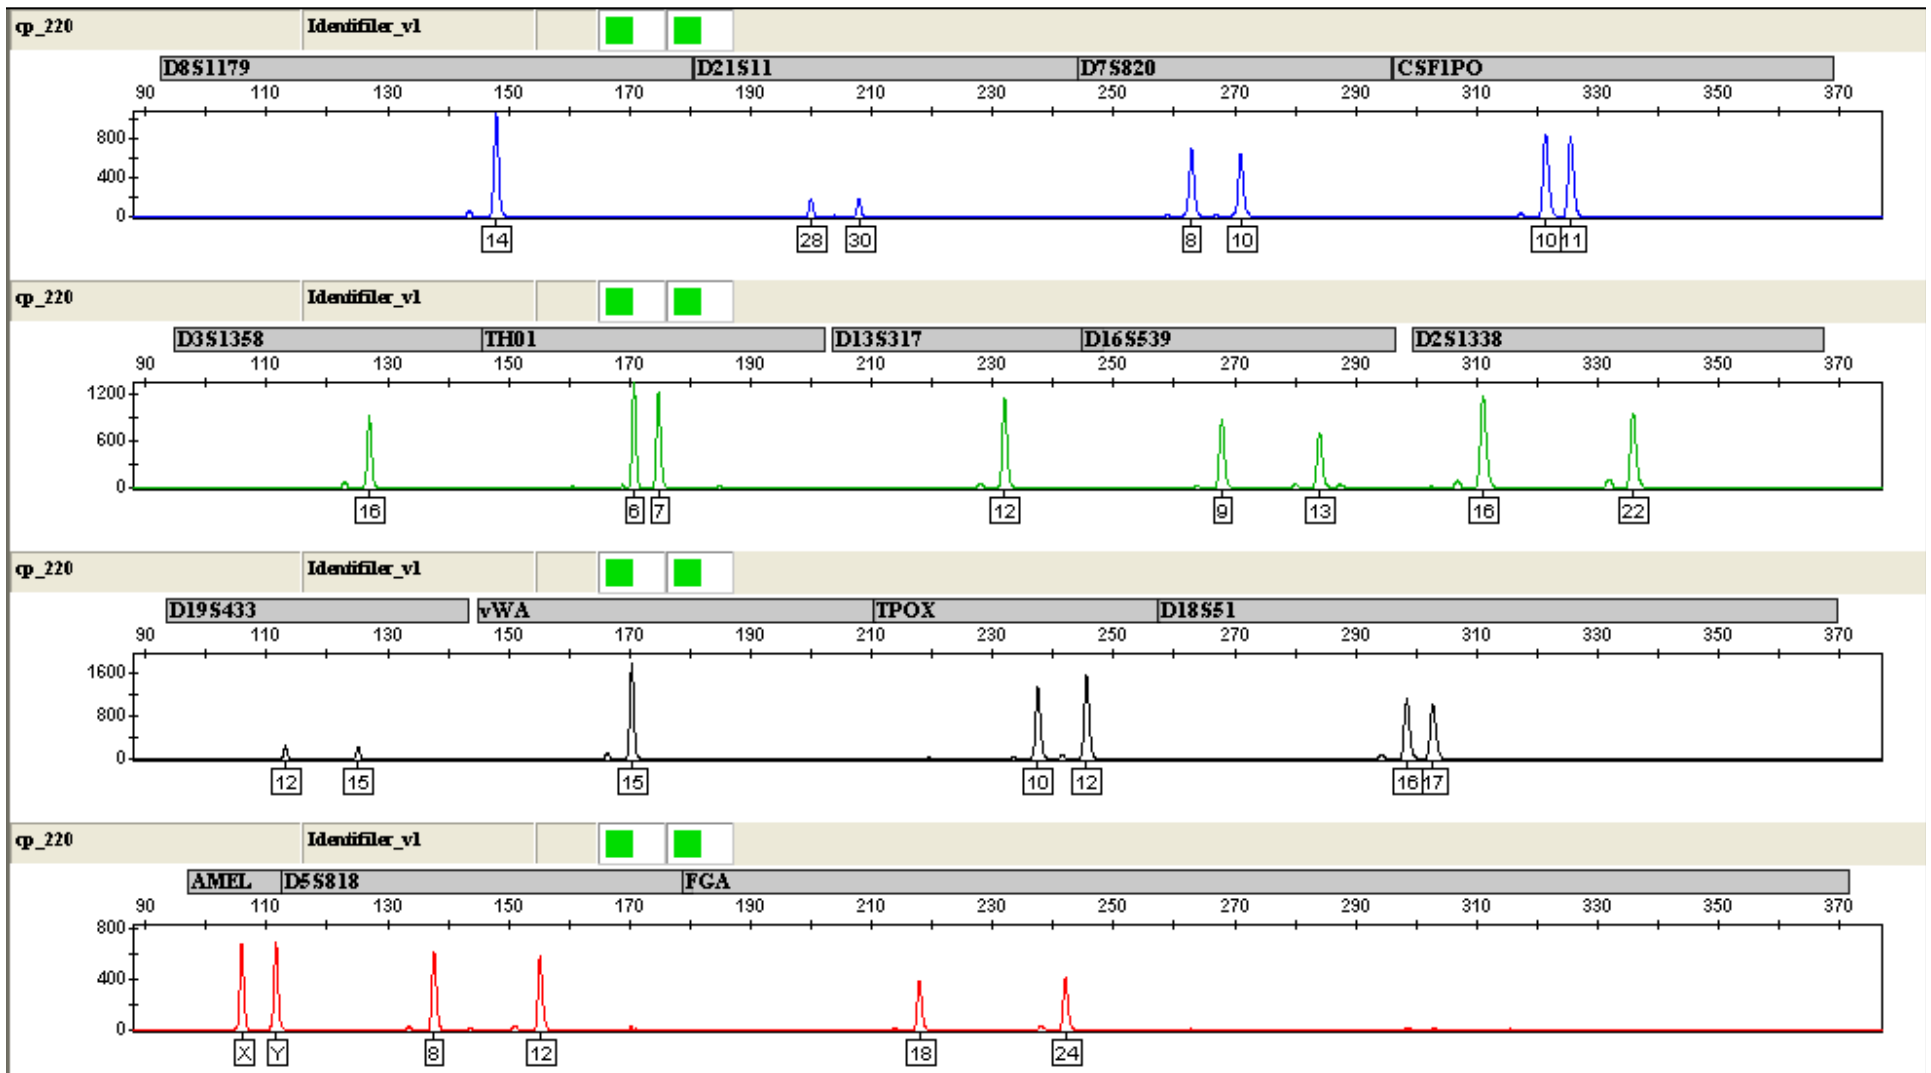 cp_220 Identifiler_v1
D8S1179 D21S11 D7S820 CSF1PO
90 110 130 150 170 190 210 230 250 270 290 310 330 350 370
800
400
0
14 28 30 8 10 10 11
cp_220 Identifiler_v1
D3S1358 TH01 D13S317 D16S539 D2S1338
90 110 130 150 170 190 210 230 250 270 290 310 330 350 370
1200
600
0
16 6 7 12 9 13 16 22
cp_220 Identifiler_v1
D19S433 vWA TPOX D18S51
90 110 130 150 170 190 210 230 250 270 290 310 330 350 370
1600
800
0
12 15 15 10 12 16 17
cp_220 Identifiler_v1
AMEL D5S818 FGA
90 110 130 150 170 190 210 230 250 270 290 310 330 350 370
800
400
0
X Y 8 12 18 24